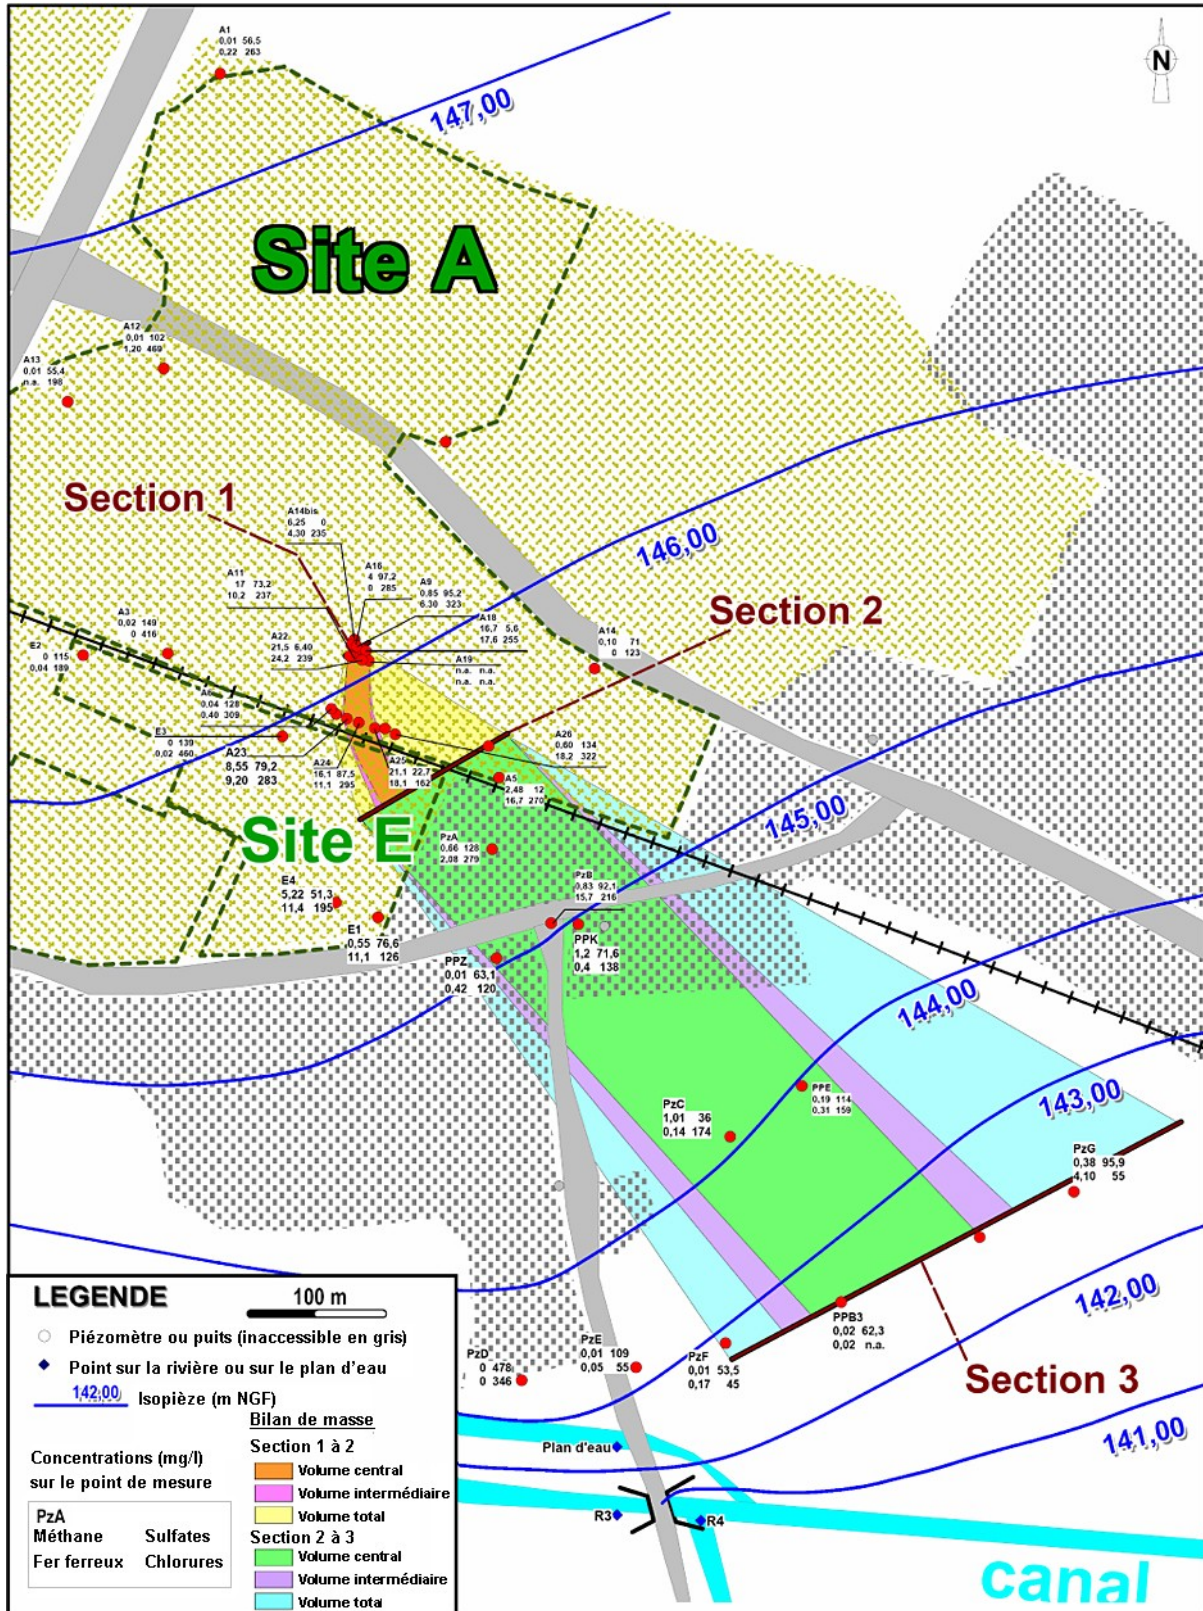 A1
0,01 56,5
0,22 263
N
147,00
Site A
A12
0,01 102
1,20 469
A13
0,01 55,4
n.a. 198
Section 1
A14bis
6,25 0
4,30 235
146,00
A11
17 73,2
10,2 237
A16
4 97,2
0 285
A9
0,85 95,2
6,30 323
A18
16,7 5,6
17,6 255
Section 2
A3
0,02 149
0 416
A22
21,5 6,40
24,2 239
A19
n.a. n.a.
n.a. n.a.
A14
0,10 71
0 123
E2
0 115
0,04 189
A6
0,04 128
0,40 309
E3
0 139
0,02 460
A23
8,55 79,2
9,20 283
A24
16,1 87,5
11,1 295
A25
21,1 22,7
18,1 162
A26
0,60 134
18,2 322
A5
2,48 12
16,7 270
145,00
Site E
PzA
0,66 128
2,08 279
E4
5,22 51,3
11,4 195
PzB
0,83 92,1
15,7 216
E1
0,55 76,6
11,1 126
PPK
1,2 71,6
0,4 138
PPZ
0,01 63,1
0,42 120
144,00
PPE
0,19 114
0,31 159
PzC
1,01 36
0,14 174
143,00
PzG
0,38 95,9
4,10 55
142,00
PPB3
0,02 62,3
0,02 n.a.
PzE
0,01 109
0,05 55
PzD
0 478
0 346
PzF
0,01 53,5
0,17 45
Section 3
141,00
Plan d'eau
R3
R4
canal
LEGENDE
100 m
Piézomètre ou puits (inaccessible en gris)
Point sur la rivière ou sur le plan d'eau
142,00 Isopièze (m NGF)
Bilan de masse
Section 1 à 2
Volume central
Volume intermédiaire
Volume total
Section 2 à 3
Volume central
Volume intermédiaire
Volume total
Concentrations (mg/l)
sur le point de mesure
PzA
Méthane Sulfates
Fer ferreux Chlorures